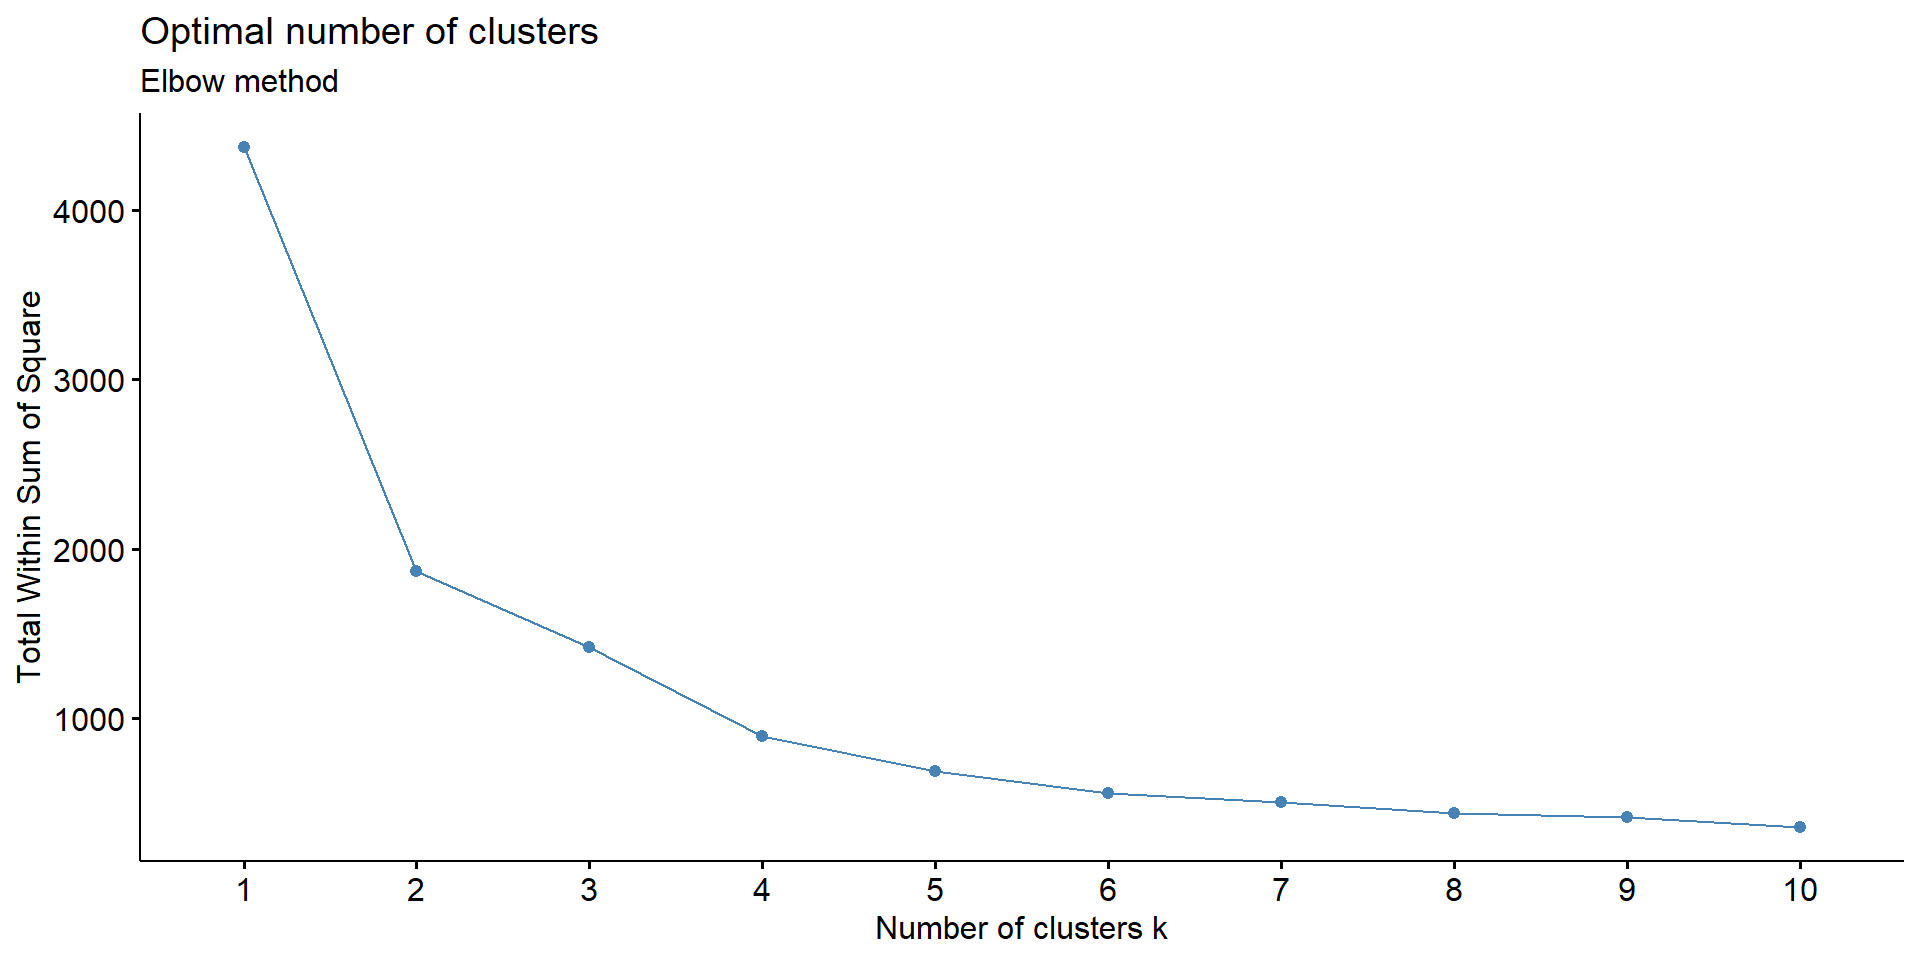 Optimal number of clusters
Elbow method
Total Within Sum of Square
4000
3000
2000
1000
1 2 3 4 5 6 7 8 9 10
Number of clusters k